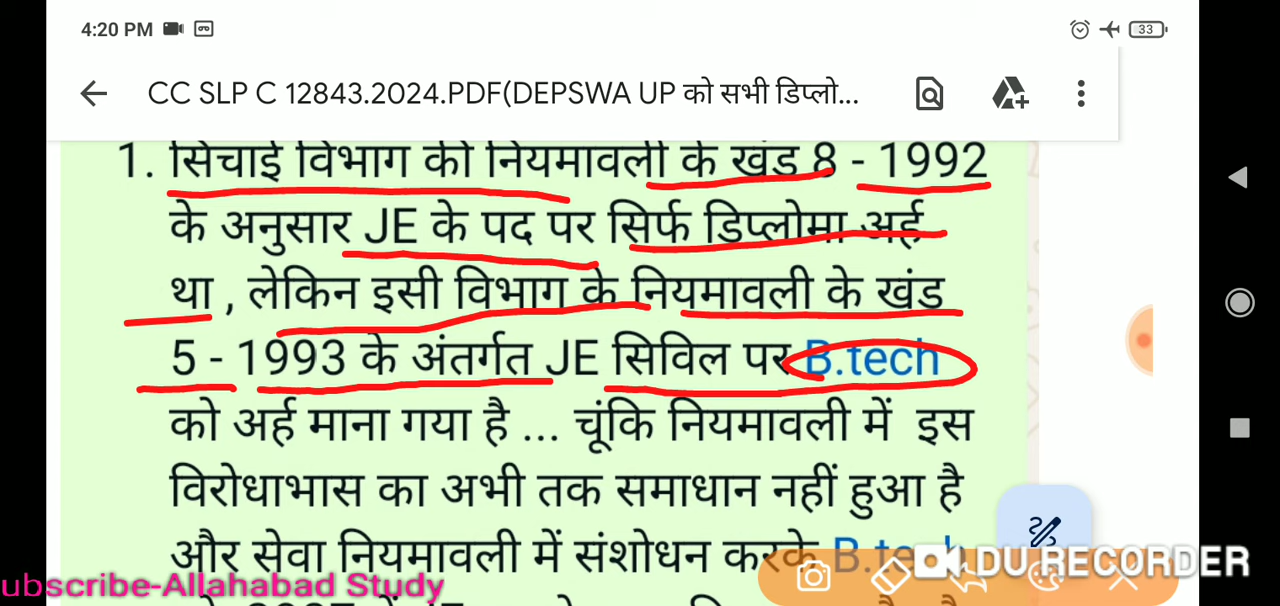 4:20 PM
33
CC SLP C 12843.2024.PDF(DEPSWA UP को सभी डिप्लो...
1. सिंचाई विभाग की नियमावली के खंड 8 - 1992
के अनुसार JE के पद पर सिर्फ डिप्लोमा अर्ह
था , लेकिन इसी विभाग के नियमावली के खंड
5 - 1993 के अंतर्गत JE सिविल पर B.tech
को अर्ह माना गया है ... चूंकि नियमावली में इस
विरोधाभास का अभी तक समाधान नहीं हुआ है
और सेवा नियमावली में संशोधन करके B.tech
DU RECORDER
ubscribe-Allahabad Study